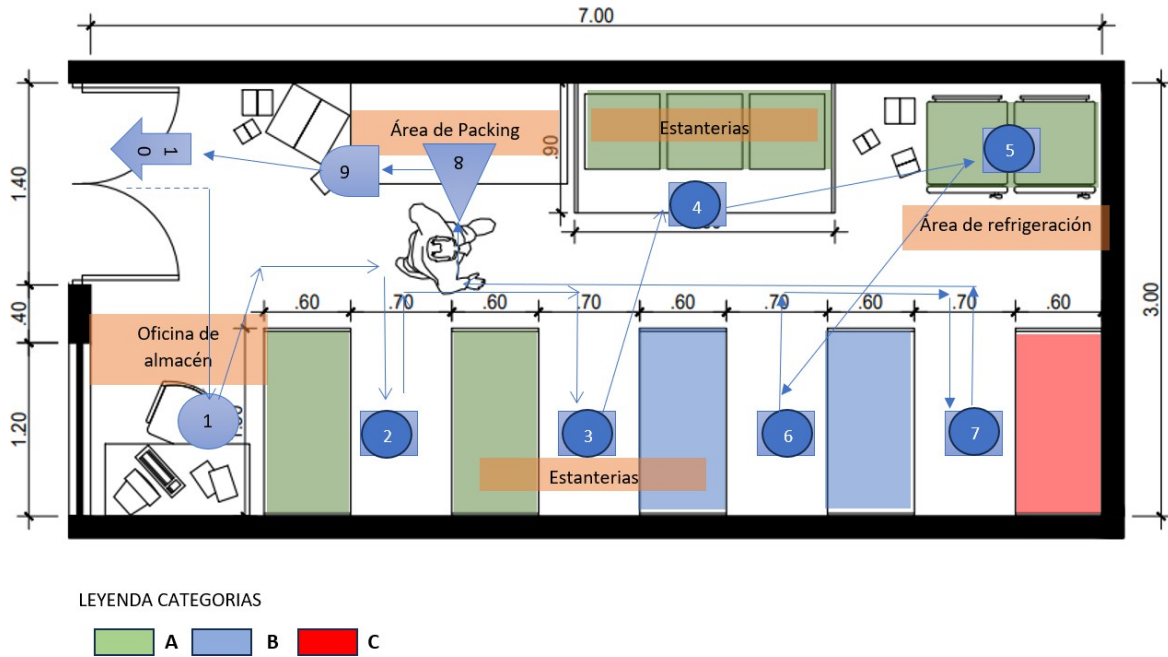 7.00
Área de Packing
Estanterias
.90
1
0
9
8
5
4
1.40
Área de refrigeración
.40
.60
.70
.60
.70
.60
.70
.60
.70
.60
3.00
Oficina de
almacén
1
2
3
6
7
1.20
Estanterias
LEYENDA CATEGORIAS
A
B
C